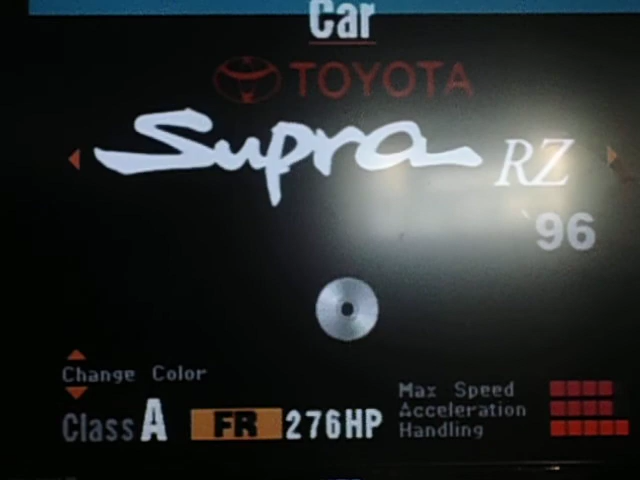 Car
TOYOTA
Supra RZ
'96
Change Color
Class A FR 276HP
Max Speed
Acceleration
Handling